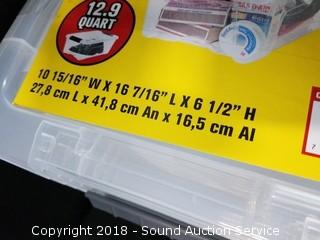 12.9
QUART
10 15/16" W X 16 7/16" L X 6 1/2" H
27,8 cm L x 41,8 cm An x 16,5 cm Al
Copyright 2018 - Sound Auction Service